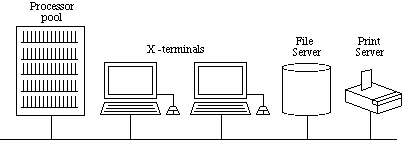 Processor
pool
X -terminals
File
Server
Print
Server